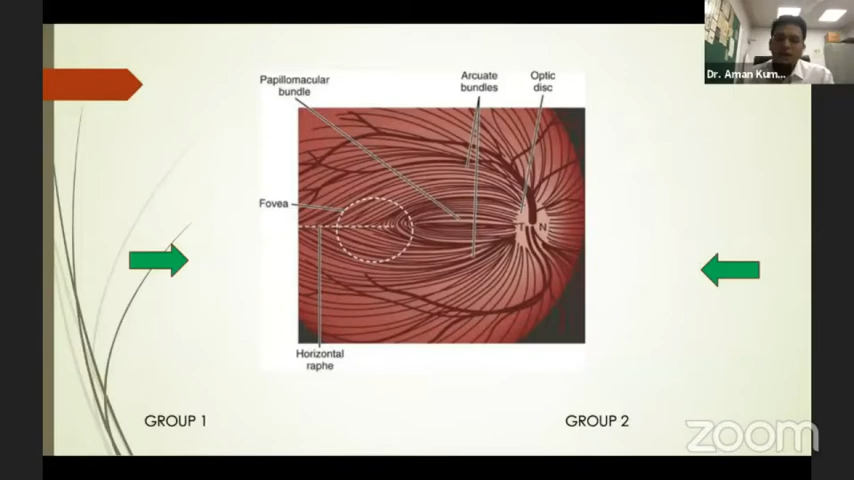 Dr. Aman Kum...
Papillomacular
bundle
Arcuate
bundles
Optic
disc
Fovea
T N
Horizontal
raphe
GROUP 1
GROUP 2
zoom